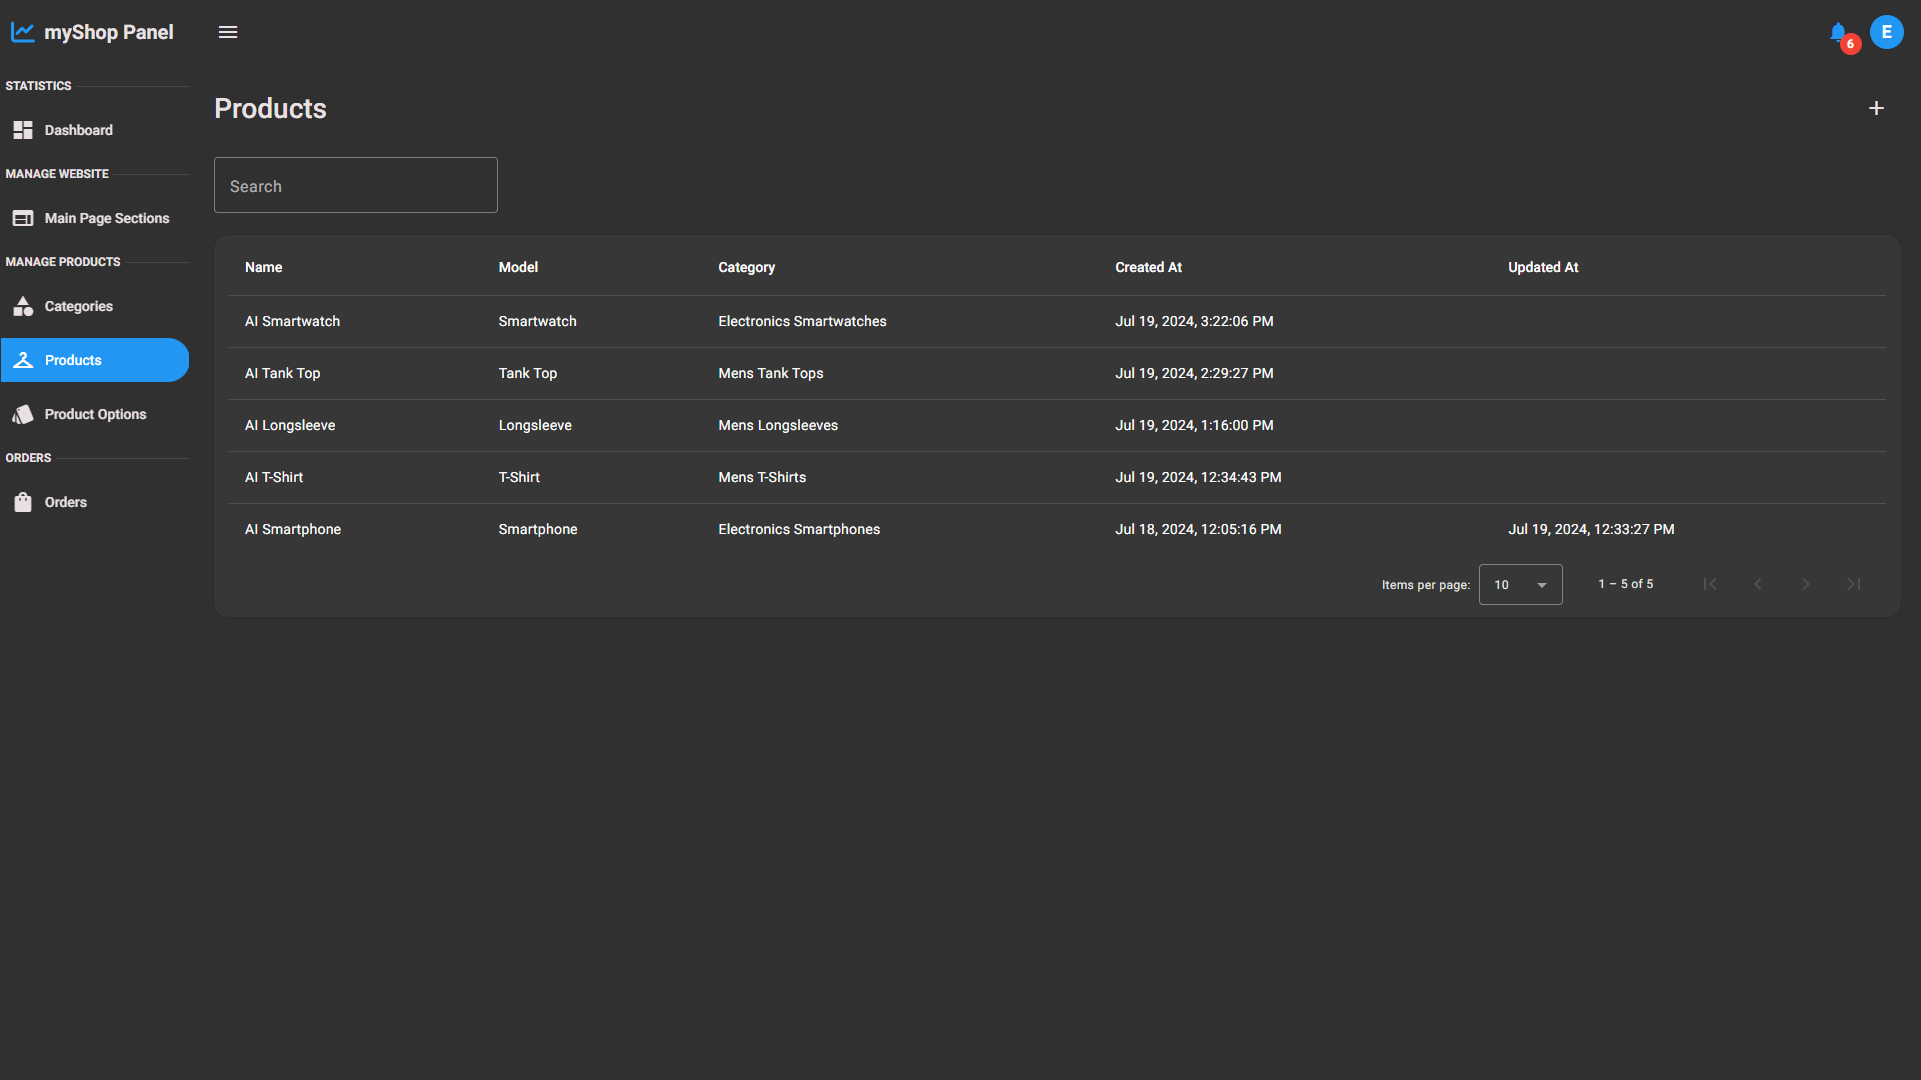 myShop Panel
6
E
STATISTICS
Dashboard
MANAGE WEBSITE
Main Page Sections
MANAGE PRODUCTS
Categories
Products
Product Options
ORDERS
Orders
Products
Search
Name Model Category Created At Updated At
AI Smartwatch Smartwatch Electronics Smartwatches Jul 19, 2024, 3:22:06 PM
AI Tank Top Tank Top Mens Tank Tops Jul 19, 2024, 2:29:27 PM
AI Longsleeve Longsleeve Mens Longsleeves Jul 19, 2024, 1:16:00 PM
AI T-Shirt T-Shirt Mens T-Shirts Jul 19, 2024, 12:34:43 PM
AI Smartphone Smartphone Electronics Smartphones Jul 18, 2024, 12:05:16 PM Jul 19, 2024, 12:33:27 PM
Items per page: 10 1 – 5 of 5